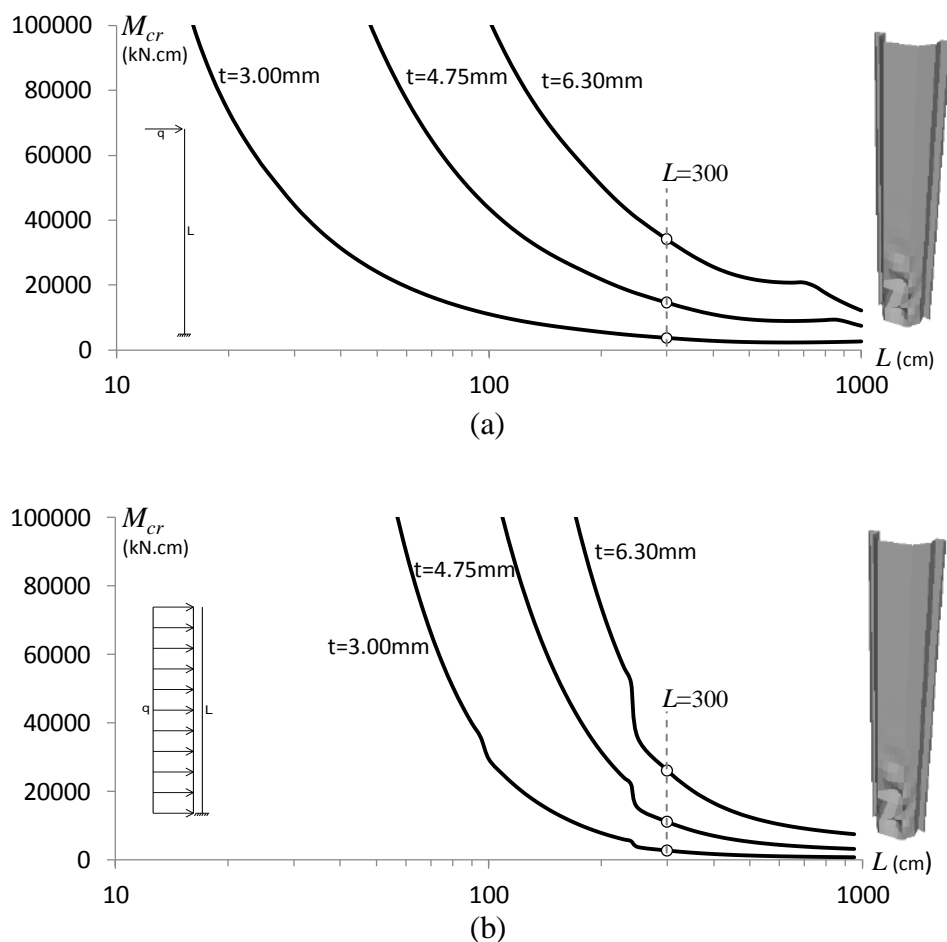 100000
M_cr
(kN.cm)
t=3.00mm
t=4.75mm
t=6.30mm
80000
q
60000
L=300
L
40000
20000
0
L (cm)
10
100
1000
(a)
100000
M_cr
(kN.cm)
t=6.30mm
t=4.75mm
80000
t=3.00mm
60000
L=300
q
L
40000
20000
0
L (cm)
10
100
1000
(b)